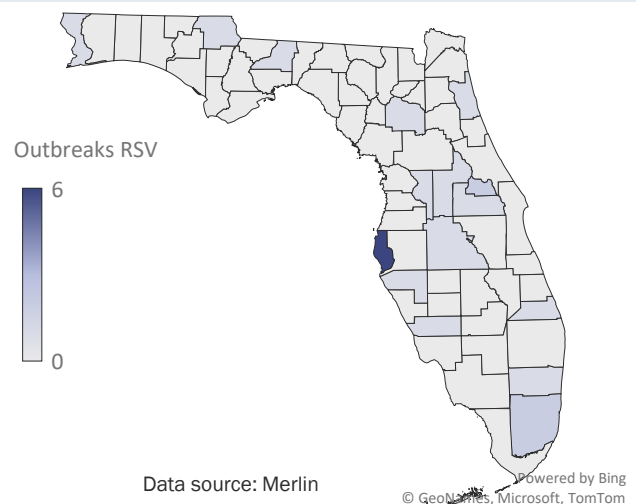 Outbreaks RSV
6
0
Data source: Merlin
Powered by Bing
© GeoNames, Microsoft, TomTom